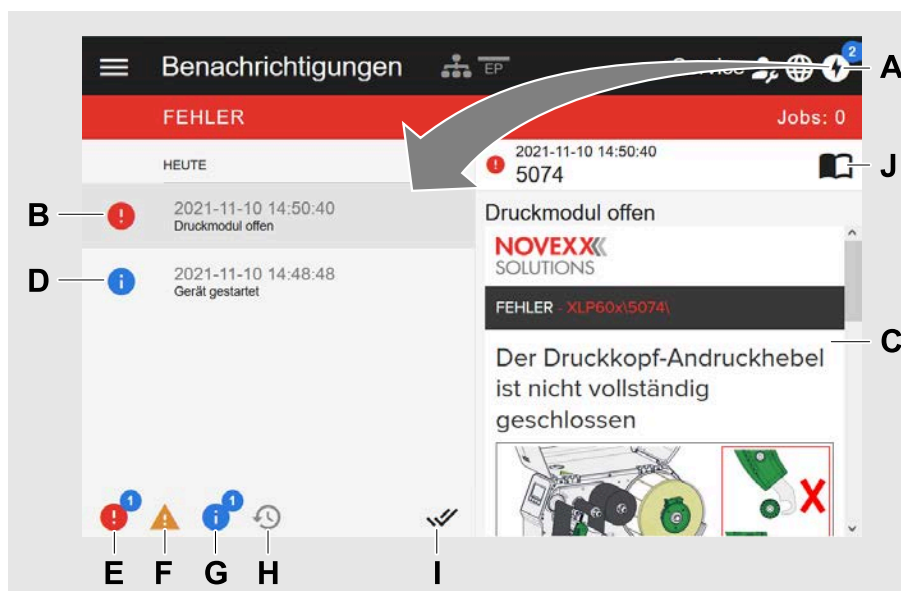 Benachrichtigungen
EP
2
A
FEHLER
Jobs: 0
HEUTE
2021-11-10 14:50:40
5074
J
B
2021-11-10 14:50:40
Druckmodul offen
Druckmodul offen
NOVEXX
SOLUTIONS
D
2021-11-10 14:48:48
Gerät gestartet
FEHLER - XLP60x\5074\
C
Der Druckkopf-Andruckhebel
ist nicht vollständig
geschlossen
1
1
E
F
G
H
I